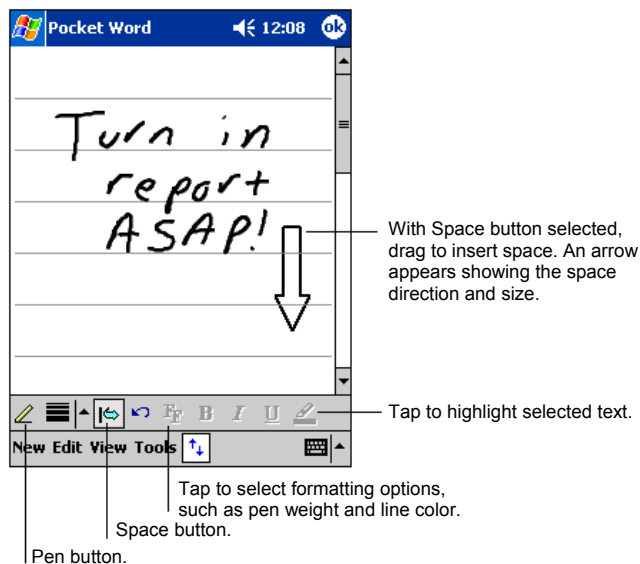 Pocket Word 12:08 ok
Turn in
report
ASAP!
With Space button selected,
drag to insert space. An arrow
appears showing the space
direction and size.
B I U
Tap to highlight selected text.
New Edit View Tools
Tap to select formatting options,
such as pen weight and line color.
Space button.
Pen button.